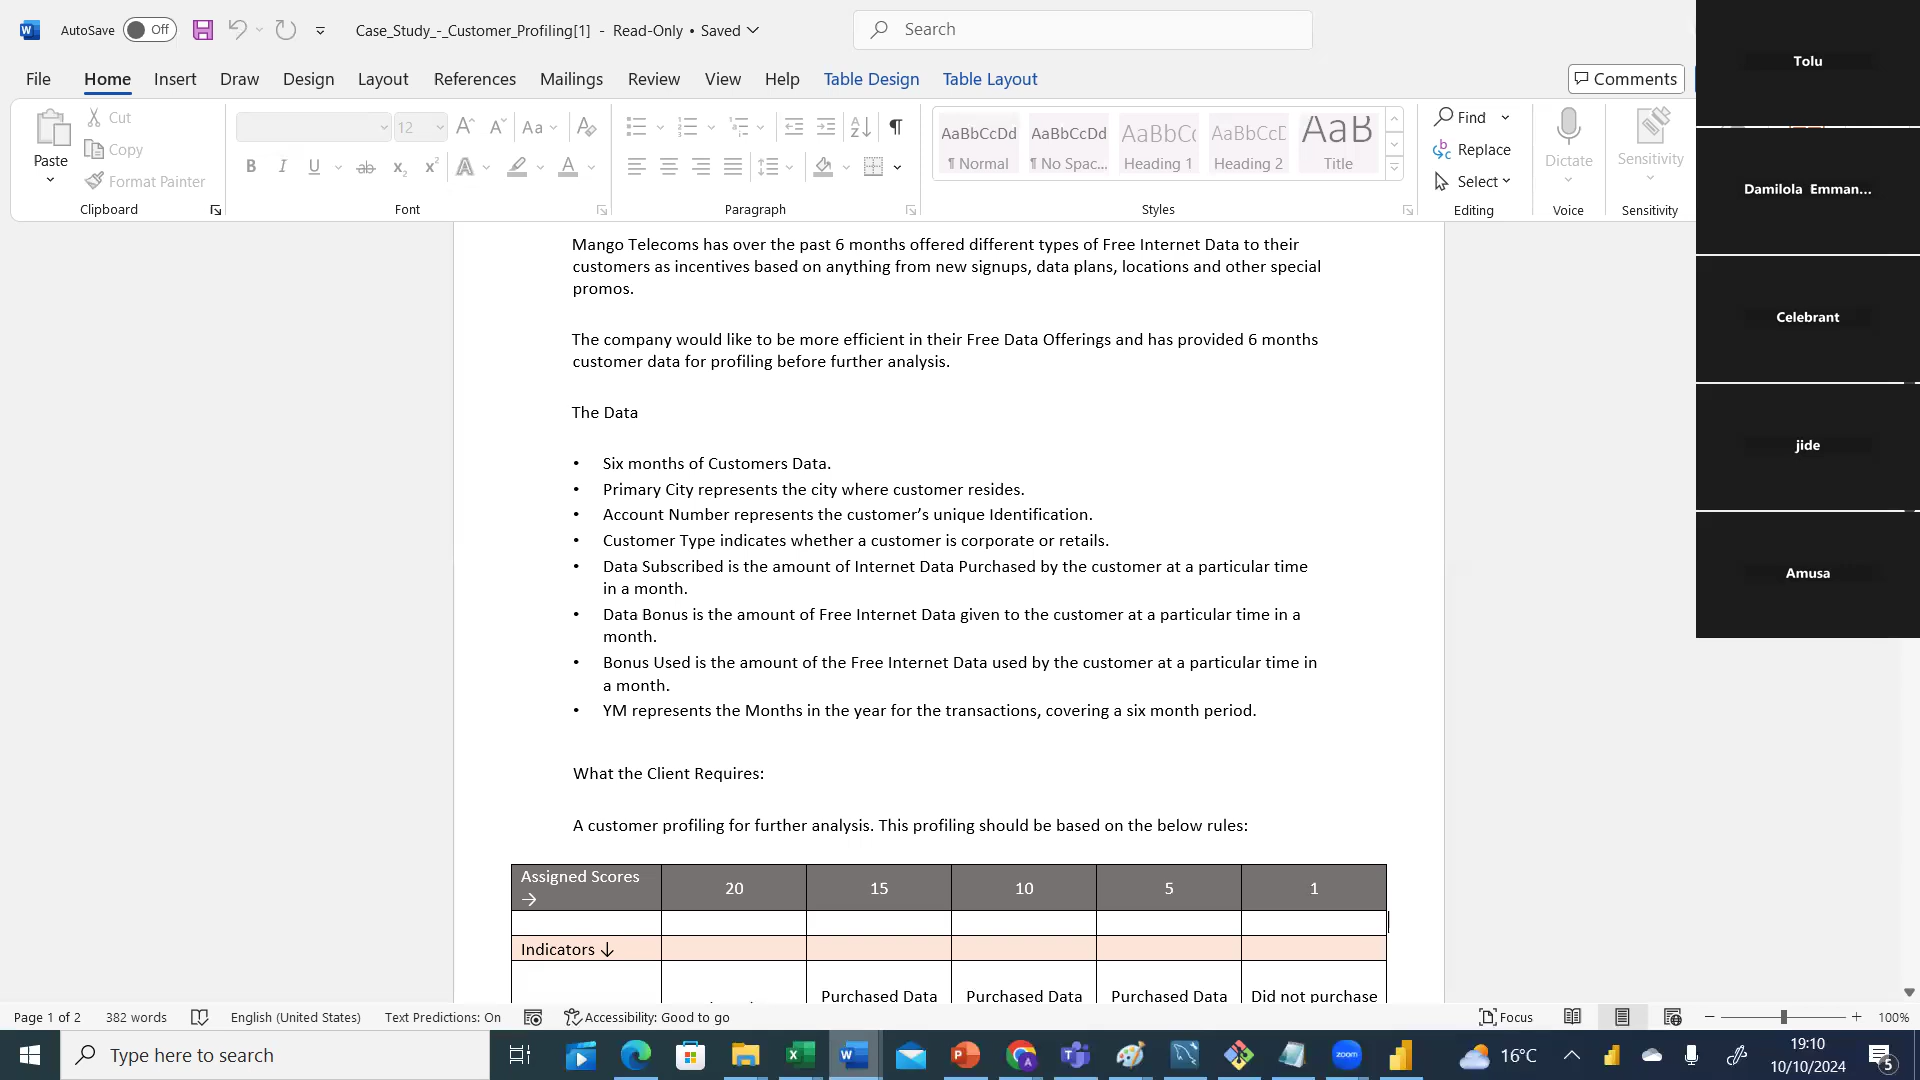 AutoSave Off Case_Study_-_Customer_Profiling[1] - Read-Only • Saved Search
File Home Insert Draw Design Layout References Mailings Review View Help Table Design Table Layout Comments
Paste Cut Copy Format Painter
Clipboard
12
Font
Paragraph
AaBbCcDd ¶ Normal
AaBbCcDd ¶ No Spac...
AaBbCc Heading 1
AaBbCcD Heading 2
AaB Title
Styles
Find
Replace
Select
Editing
Dictate
Voice
Sensitivity
Sensitivity
Tolu
Damilola Emman...
Celebrant
jide
Amusa
Mango Telecoms has over the past 6 months offered different types of Free Internet Data to their
customers as incentives based on anything from new signups, data plans, locations and other special
promos.
The company would like to be more efficient in their Free Data Offerings and has provided 6 months
customer data for profiling before further analysis.
The Data
• Six months of Customers Data.
• Primary City represents the city where customer resides.
• Account Number represents the customer’s unique Identification.
• Customer Type indicates whether a customer is corporate or retails.
• Data Subscribed is the amount of Internet Data Purchased by the customer at a particular time
in a month.
• Data Bonus is the amount of Free Internet Data given to the customer at a particular time in a
month.
• Bonus Used is the amount of the Free Internet Data used by the customer at a particular time in
a month.
• YM represents the Months in the year for the transactions, covering a six month period.
What the Client Requires:
A customer profiling for further analysis. This profiling should be based on the below rules:
Assigned Scores → 20 15 10 5 1
Indicators ↓
Purchased Data Purchased Data Purchased Data Did not purchase
Page 1 of 2 382 words English (United States) Text Predictions: On Accessibility: Good to go Focus 100%
Type here to search zoom 16°C 19:10
10/10/2024 5